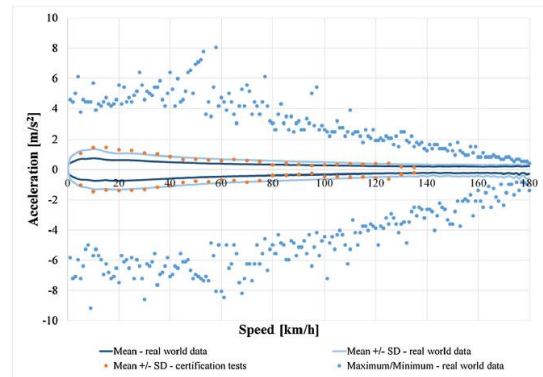 10
8
6
4
2
0
-2
-4
-6
-8
-10
Acceleration [m/s²]
0 20 40 60 80 100 120 140 160 180
Speed [km/h]
Mean - real world data
Mean +/- SD - real world data
Mean +/- SD - certification tests
Maximum/Minimum - real world data